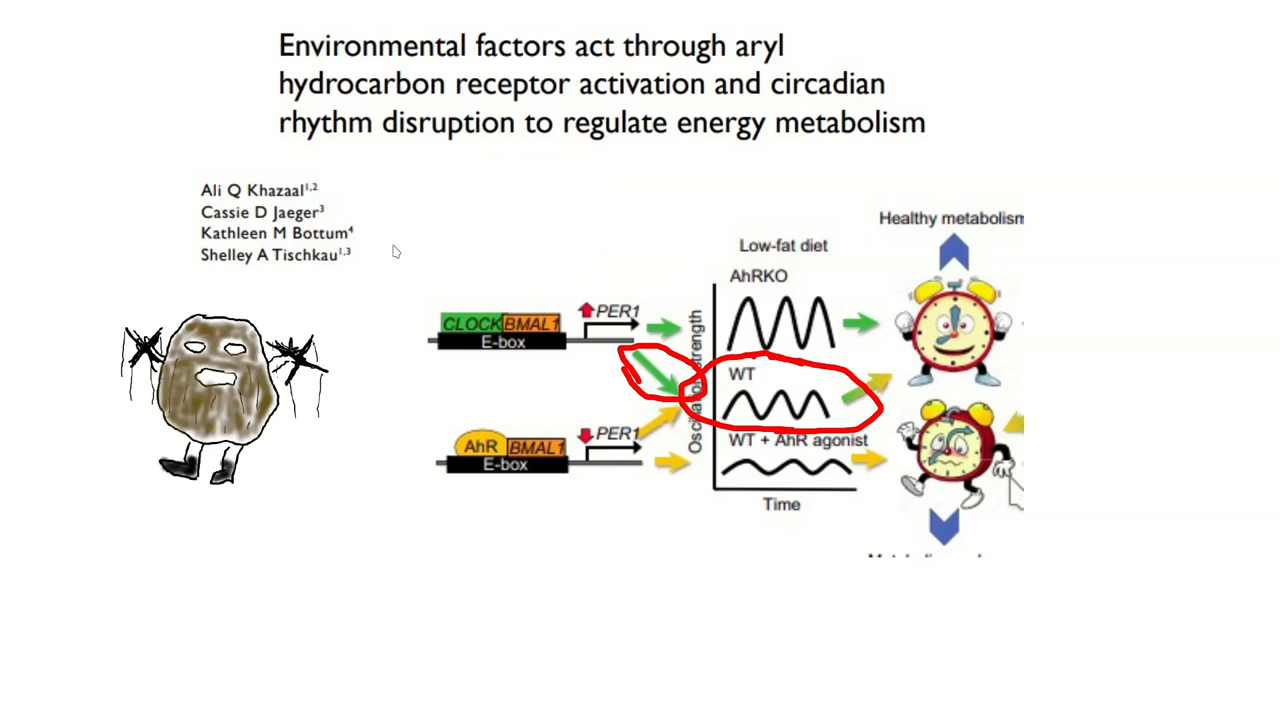 Environmental factors act through aryl
hydrocarbon receptor activation and circadian
rhythm disruption to regulate energy metabolism
Ali Q Khazaal1,2
Cassie D Jaeger3
Kathleen M Bottum4
Shelley A Tischkau1,3
Healthy metabolism
Low-fat diet
AhRKO
PER1
CLOCK BMAL1
E-box
strength
WT
PER1
AhR BMAL1
E-box
WT + AhR agonist
Time